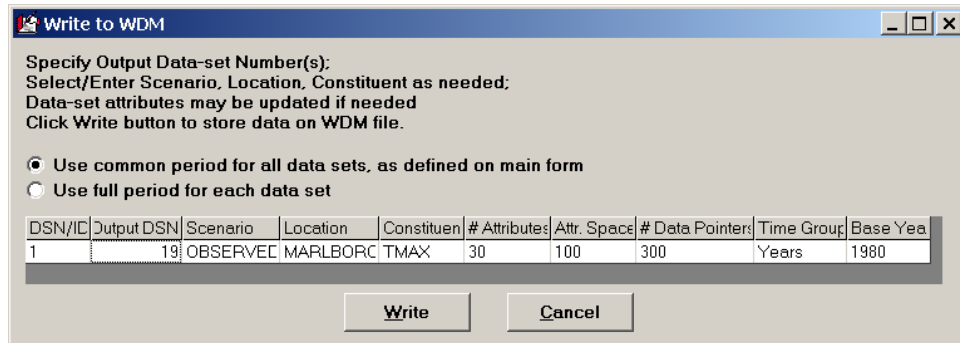 Write to WDM
Specify Output Data-set Number(s);
Select/Enter Scenario, Location, Constituent as needed;
Data-set attributes may be updated if needed
Click Write button to store data on WDM file.
Use common period for all data sets, as defined on main form
Use full period for each data set
DSN/ID Output DSN Scenario Location Constituen # Attributes Attr. Space # Data Pointers Time Group Base Yea
1 19 OBSERVED MARLBORO TMAX 30 100 300 Years 1980
Write Cancel